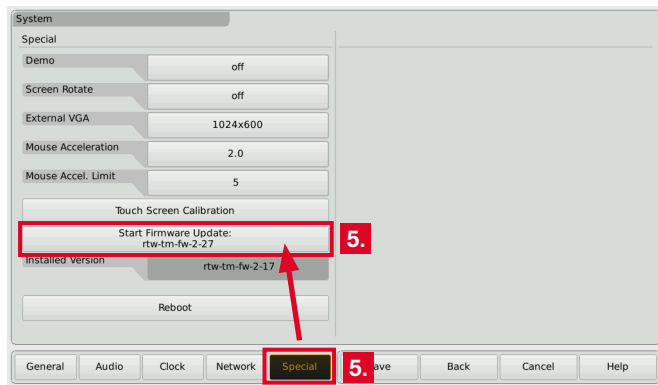 System
Special
Demo
off
Screen Rotate
off
External VGA
1024x600
Mouse Acceleration
2.0
Mouse Accel. Limit
5
Touch Screen Calibration
Start Firmware Update:
rtw-tm-fw-2-27
5.
Installed Version
rtw-tm-fw-2-17
Reboot
General Audio Clock Network Special 5. ave Back Cancel Help